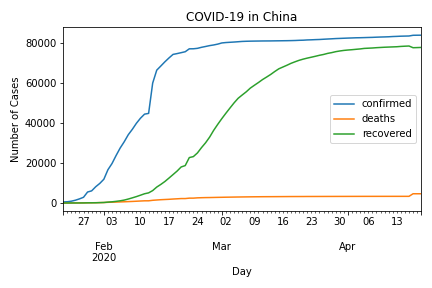 COVID-19 in China
Number of Cases
80000
60000
40000
20000
0
confirmed
deaths
recovered
27 03 10 17 24 02 09 16 23 30 06 13
Feb Mar Apr
2020
Day